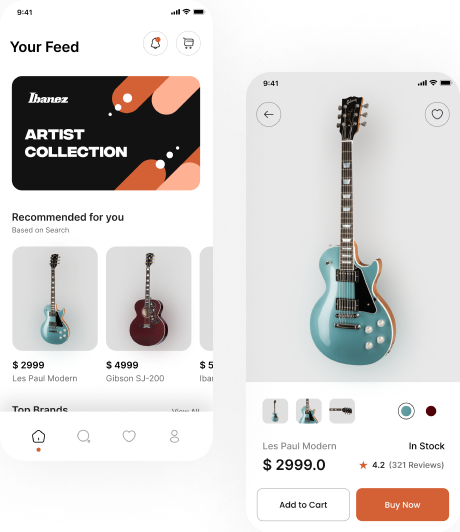 9:41
Your Feed
Ibanez
ARTIST
COLLECTION
Recommended for you
Based on Search
$ 2999
Les Paul Modern
$ 4999
Gibson SJ-200
$ 5
Iba
Top Brands
View All
9:41
Les Paul Modern
In Stock
$ 2999.0
4.2 (321 Reviews)
Add to Cart
Buy Now